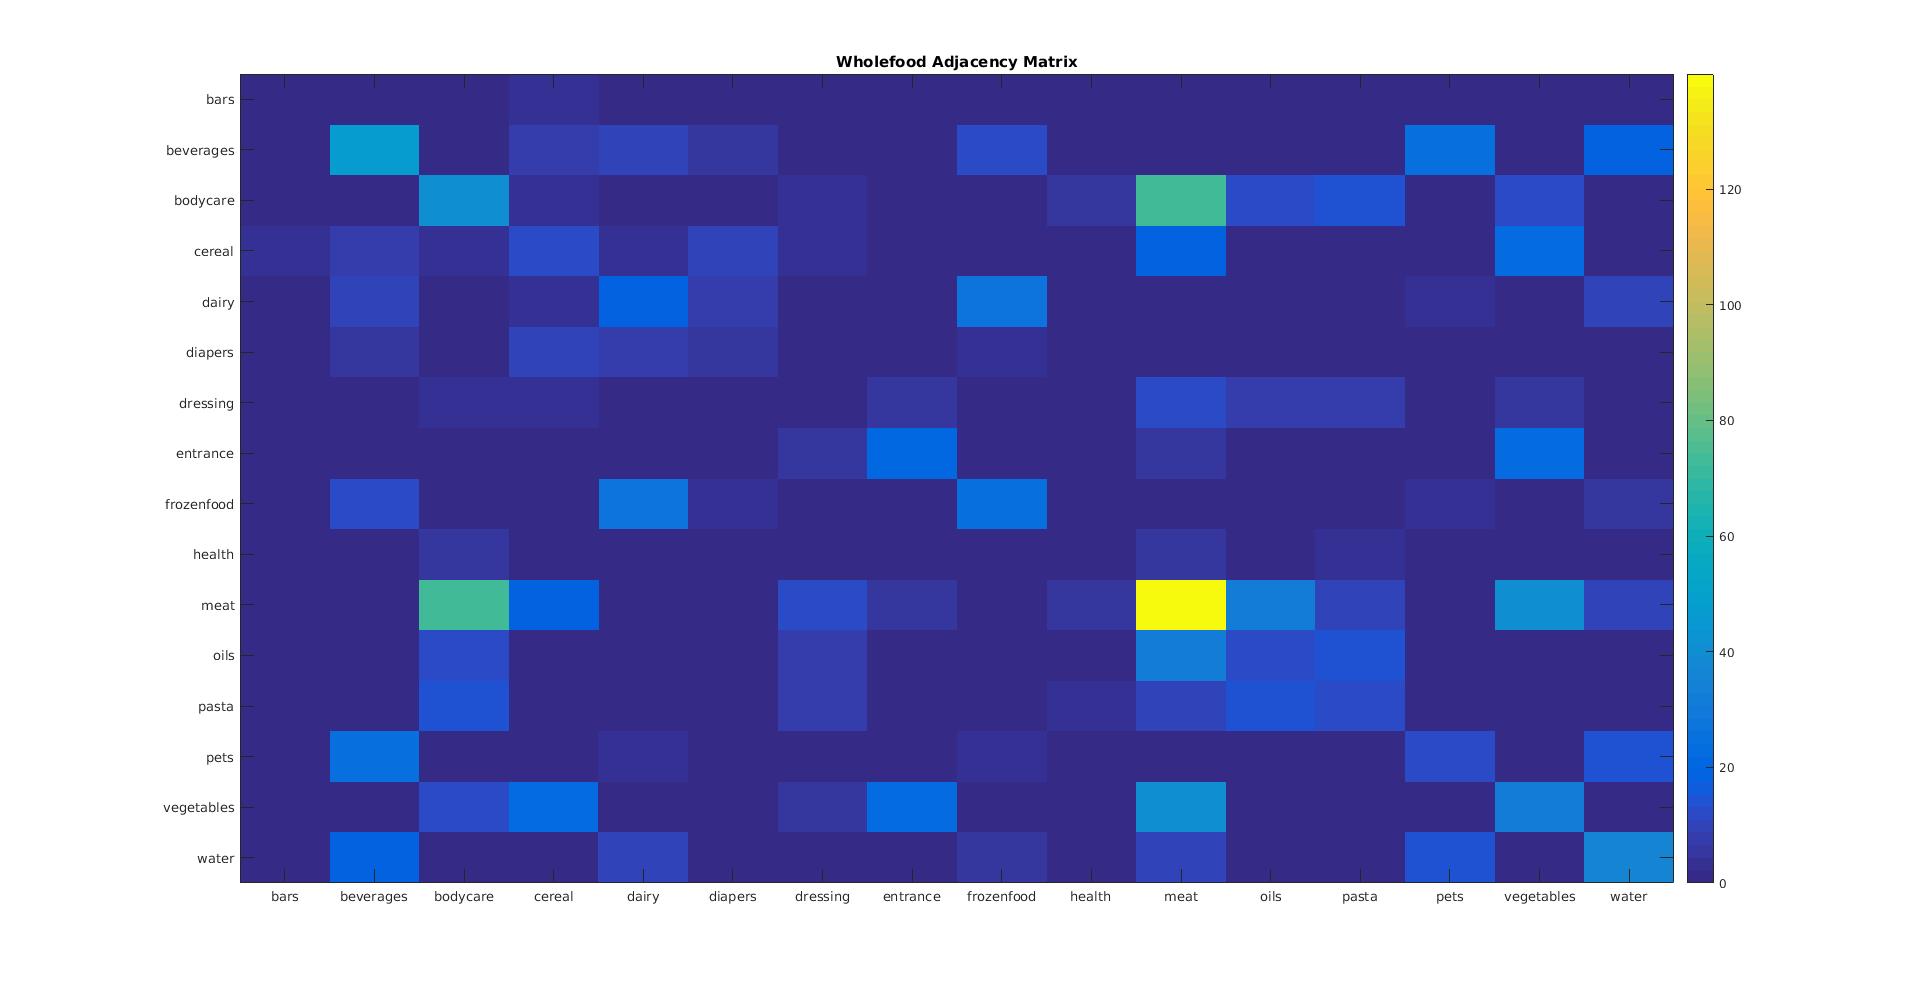 Wholefood Adjacency Matrix
bars
beverages
bodycare
cereal
dairy
diapers
dressing
entrance
frozenfood
health
meat
oils
pasta
pets
vegetables
water
bars beverages bodycare cereal dairy diapers dressing entrance frozenfood health meat oils pasta pets vegetables water
120
100
80
60
40
20
0